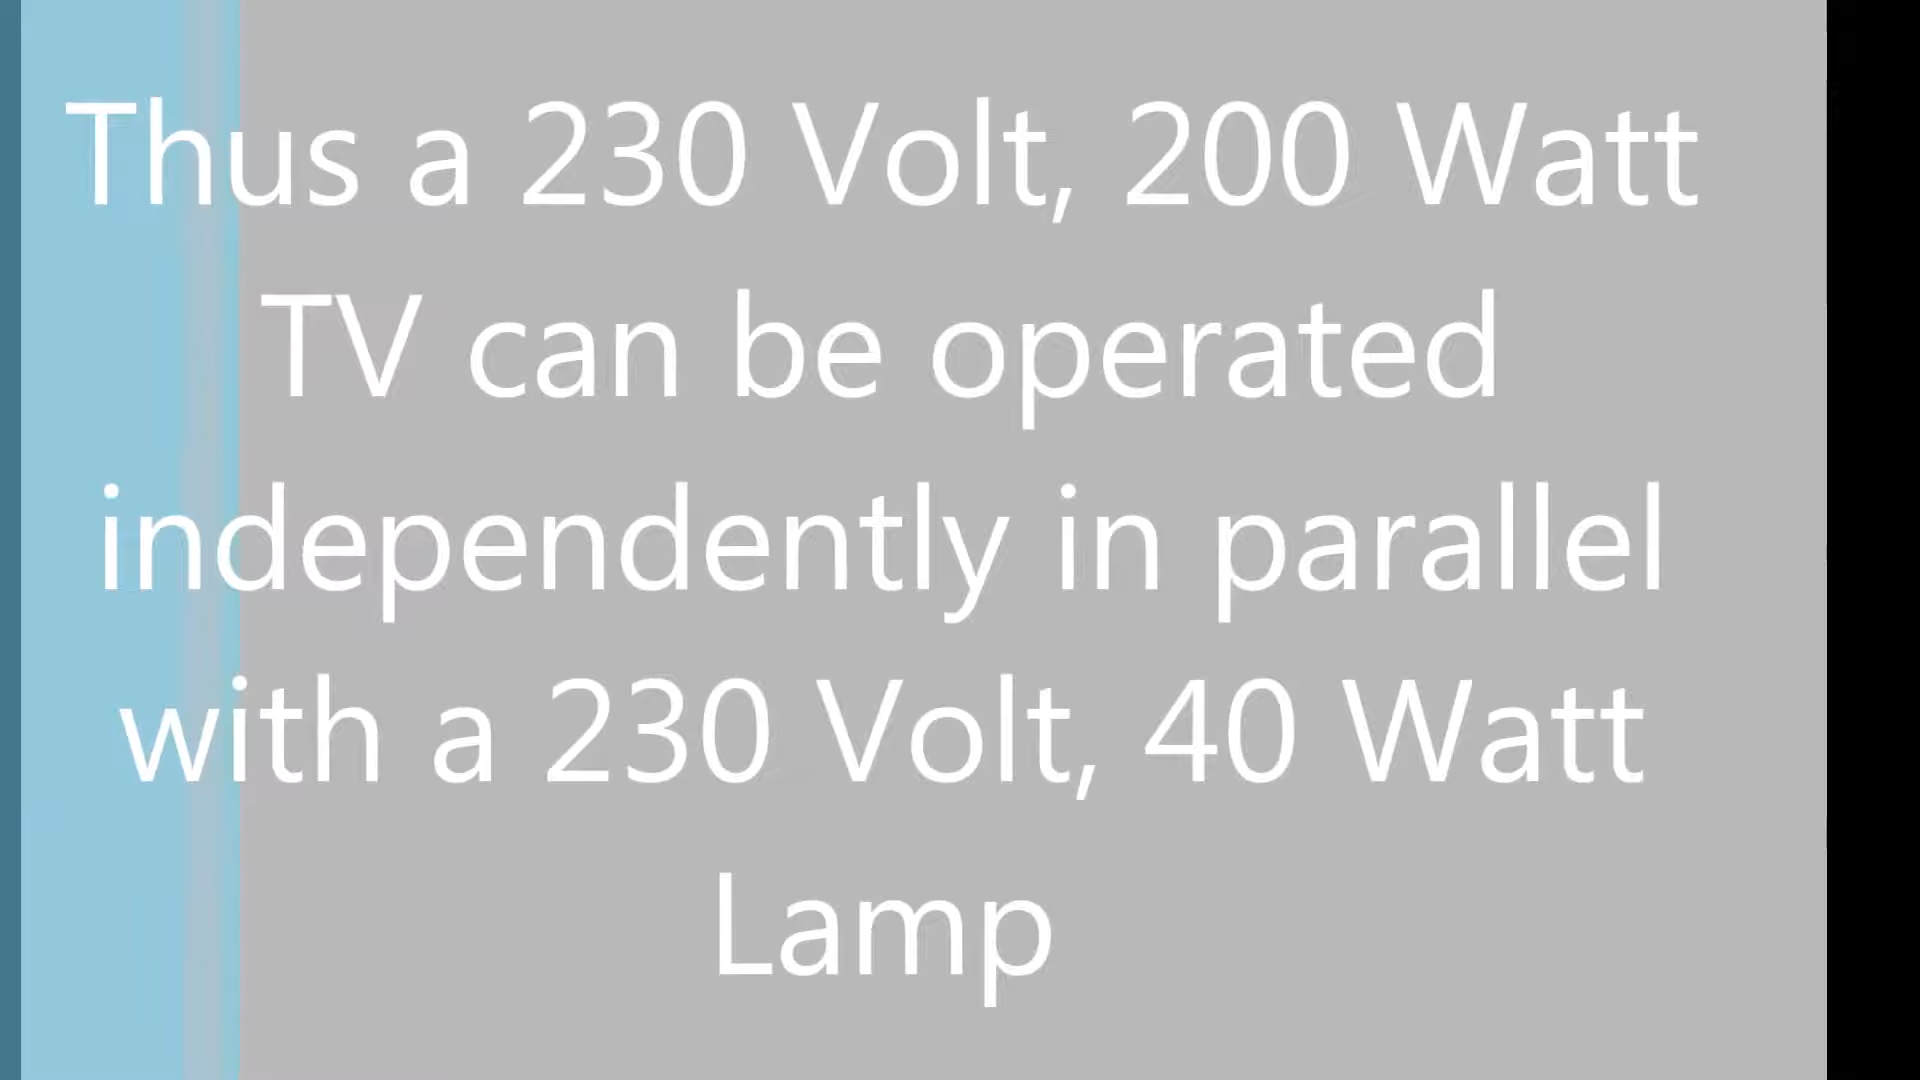 Thus a 230 Volt, 200 Watt
TV can be operated
independently in parallel
with a 230 Volt, 40 Watt
Lamp